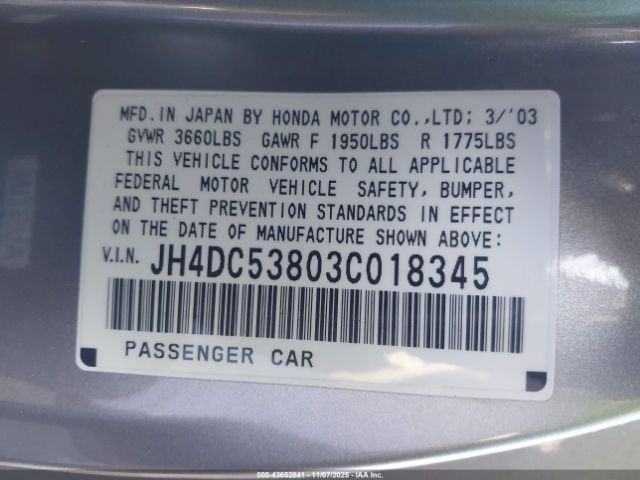 MFD. IN JAPAN BY HONDA MOTOR CO.,LTD; 3/'03
GVWR 3660LBS GAWR F 1950LBS R 1775LBS
THIS VEHICLE CONFORMS TO ALL APPLICABLE
FEDERAL MOTOR VEHICLE SAFETY, BUMPER,
AND THEFT PREVENTION STANDARDS IN EFFECT
ON THE DATE OF MANUFACTURE SHOWN ABOVE:
V.I.N. JH4DC53803C018345
PASSENGER CAR
000-43652841 - 11/07/2025 - IAAI.COM